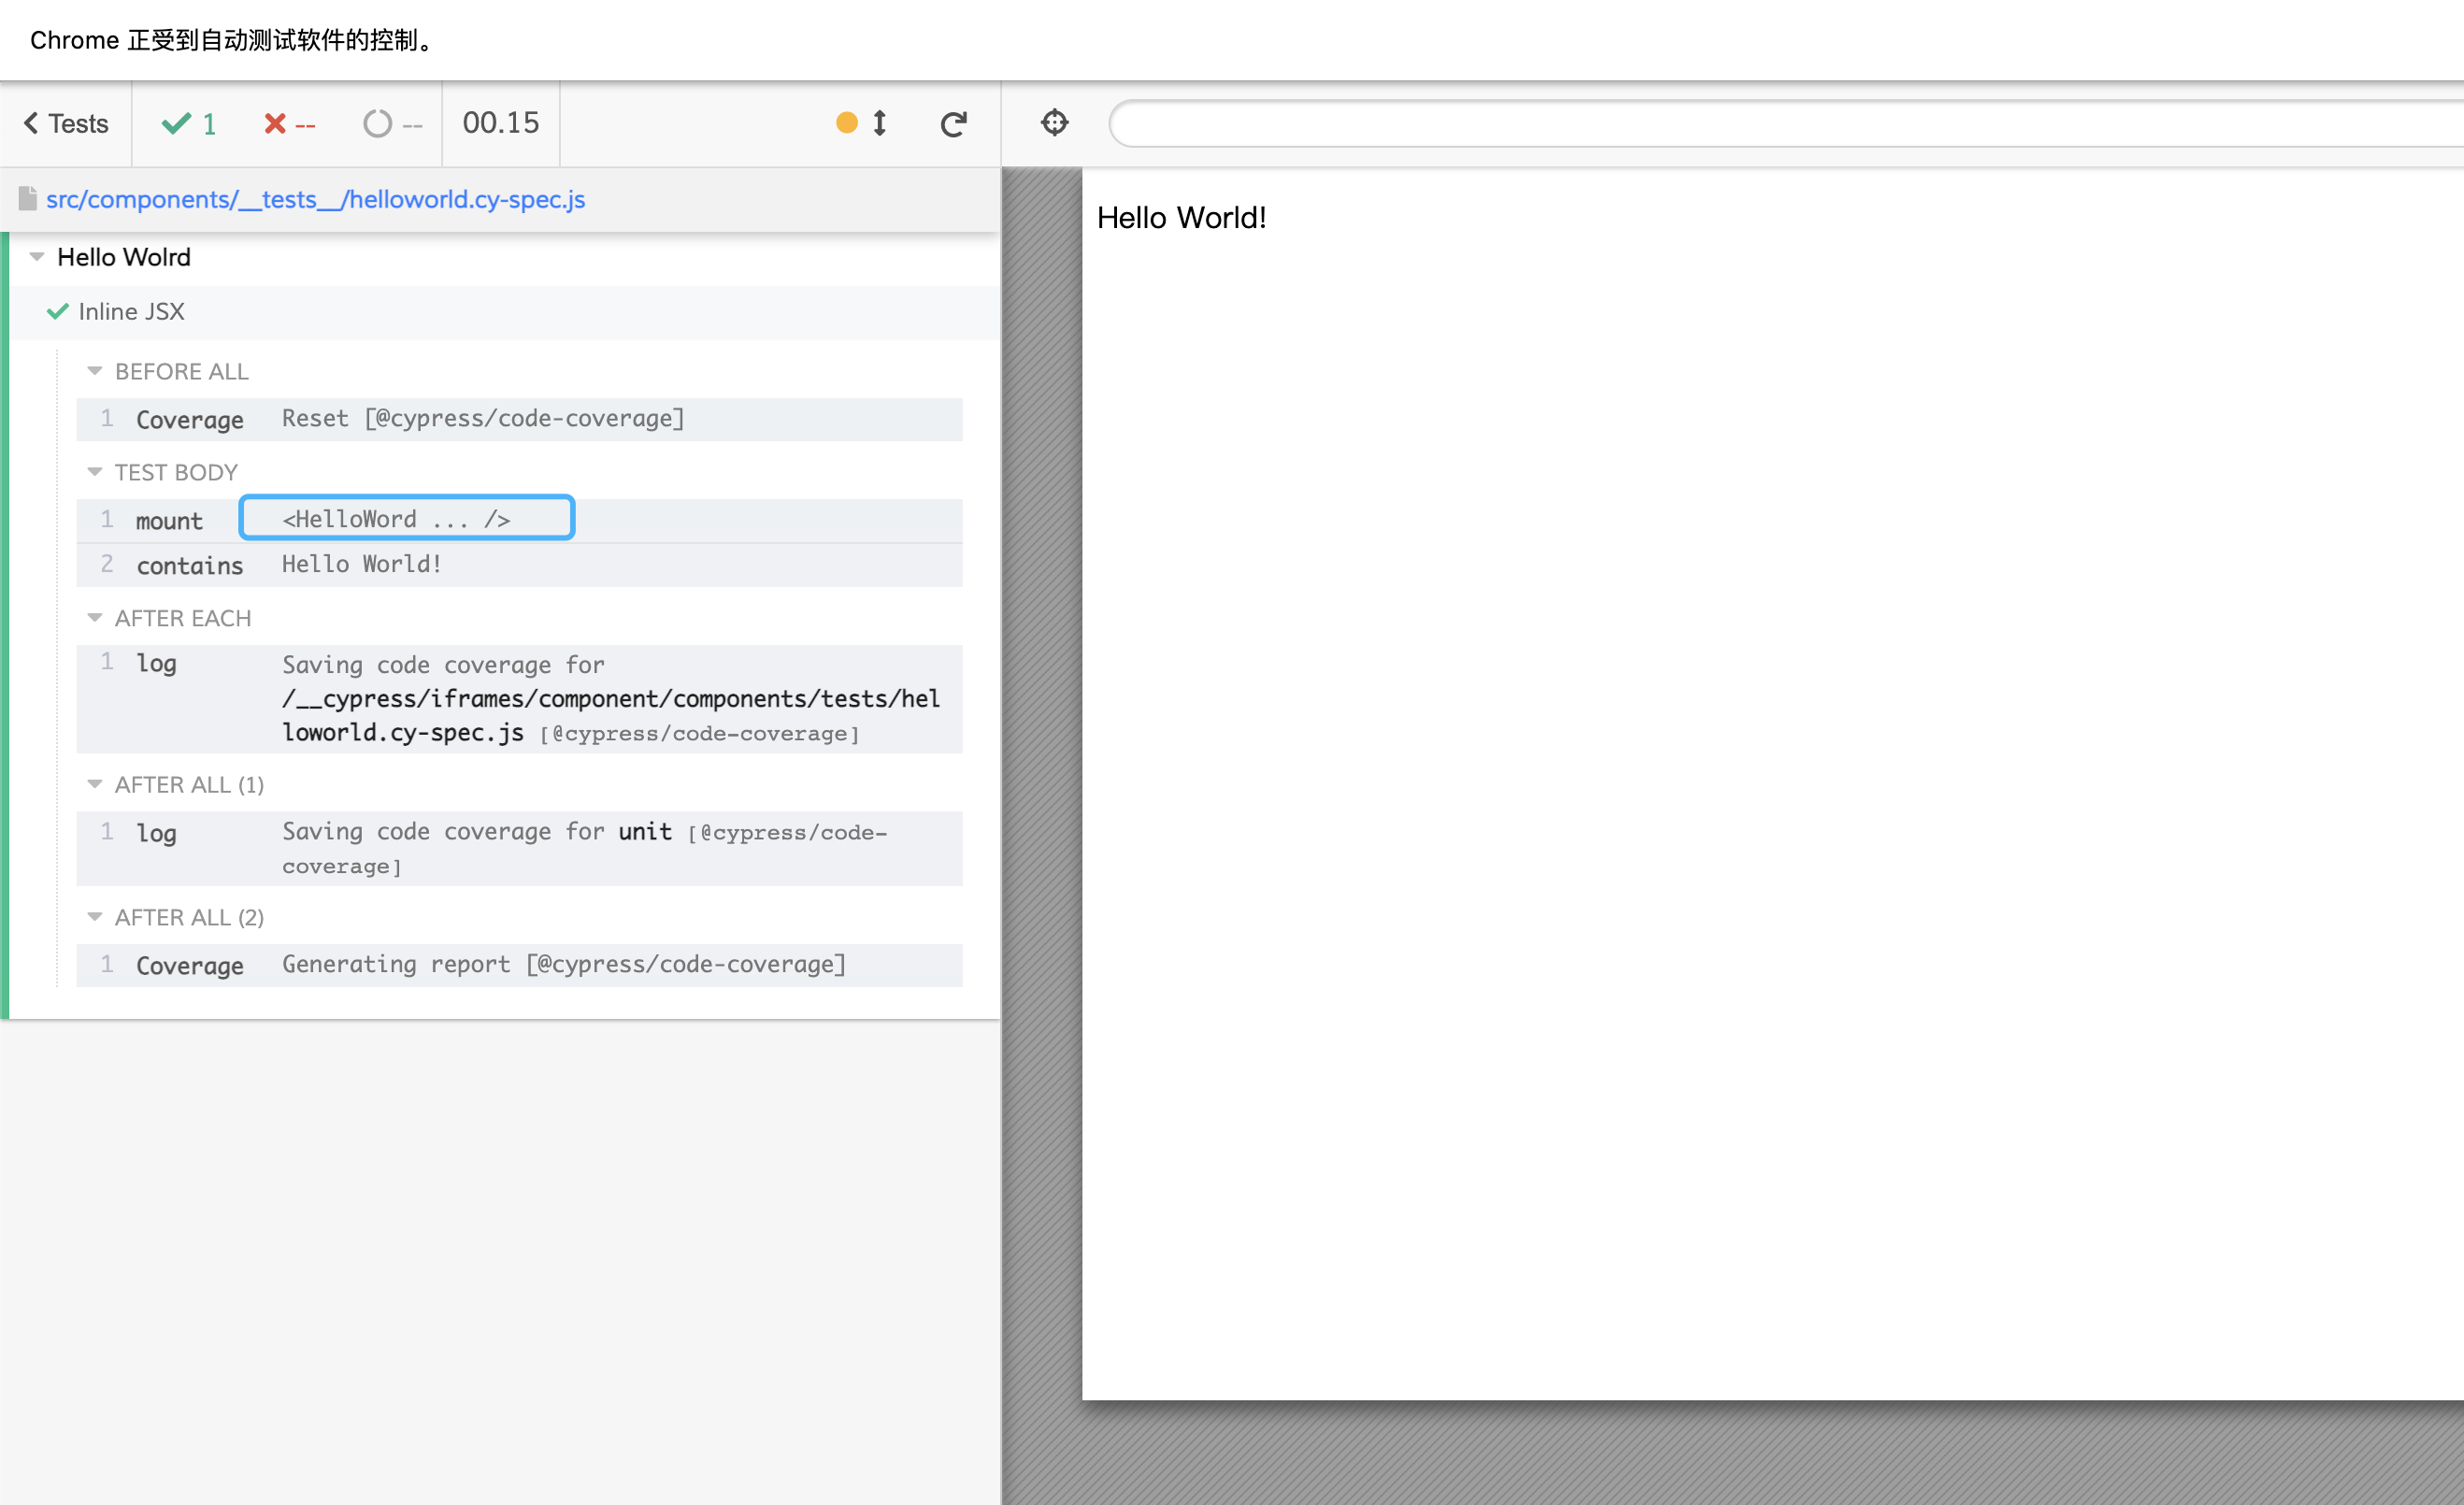 Chrome 正受到自动测试软件的控制。
Tests 1 -- -- 00.15
src/components/__tests__/helloworld.cy-spec.js
Hello Wolrd
Inline JSX
BEFORE ALL
1 Coverage Reset [@cypress/code-coverage]
TEST BODY
1 mount <HelloWord ... />
2 contains Hello World!
AFTER EACH
1 log Saving code coverage for
/__cypress/iframes/component/components/tests/hel
loworld.cy-spec.js [@cypress/code-coverage]
AFTER ALL (1)
1 log Saving code coverage for unit [@cypress/code-
coverage]
AFTER ALL (2)
1 Coverage Generating report [@cypress/code-coverage]
Hello World!